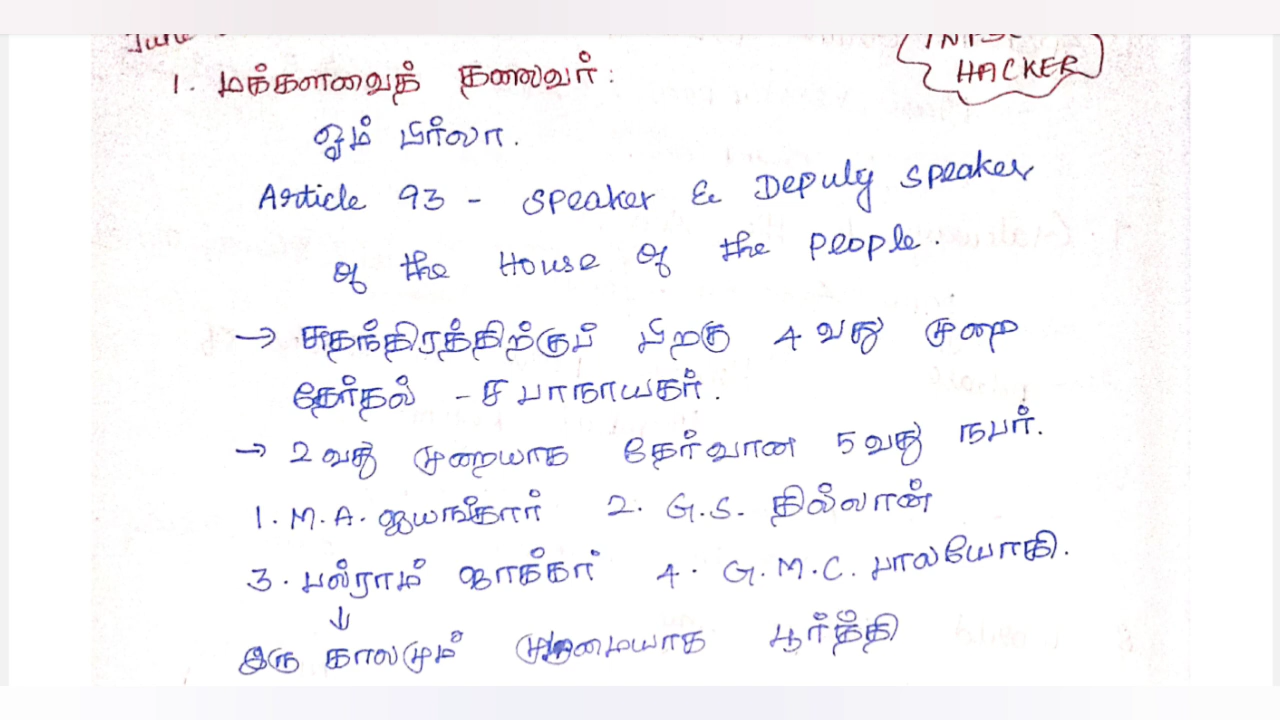 June
HACKER
1. மக்களவைத் தலைவர் :
ஓம் பிர்லா.
Article 93 - Speaker & Deputy Speaker
of the House of the People.
→ சுதந்திரத்திற்குப் பிறகு 4 வது முறை
தேர்தல் - சபாநாயகர்.
→ 2 வது முறையாக தேர்வான 5 வது நபர்.
1. M.A. ஐயங்கார் 2. G.S. தில்லான்
3. பல்ராம் ஜாக்கர் 4. G.M.C. பாலயோகி.
↓
இரு காலமும் முழுமையாக பூர்த்தி